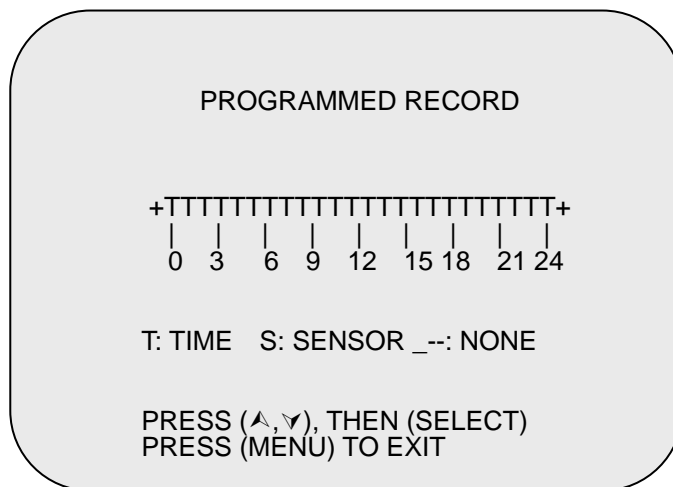 PROGRAMMED RECORD
+TTTTTTTTTTTTTTTTTTTTTTTT+
| | | | | | | | |
0 3 6 9 12 15 18 21 24
T: TIME S: SENSOR _--: NONE
PRESS (⮝,⮟), THEN (SELECT)
PRESS (MENU) TO EXIT